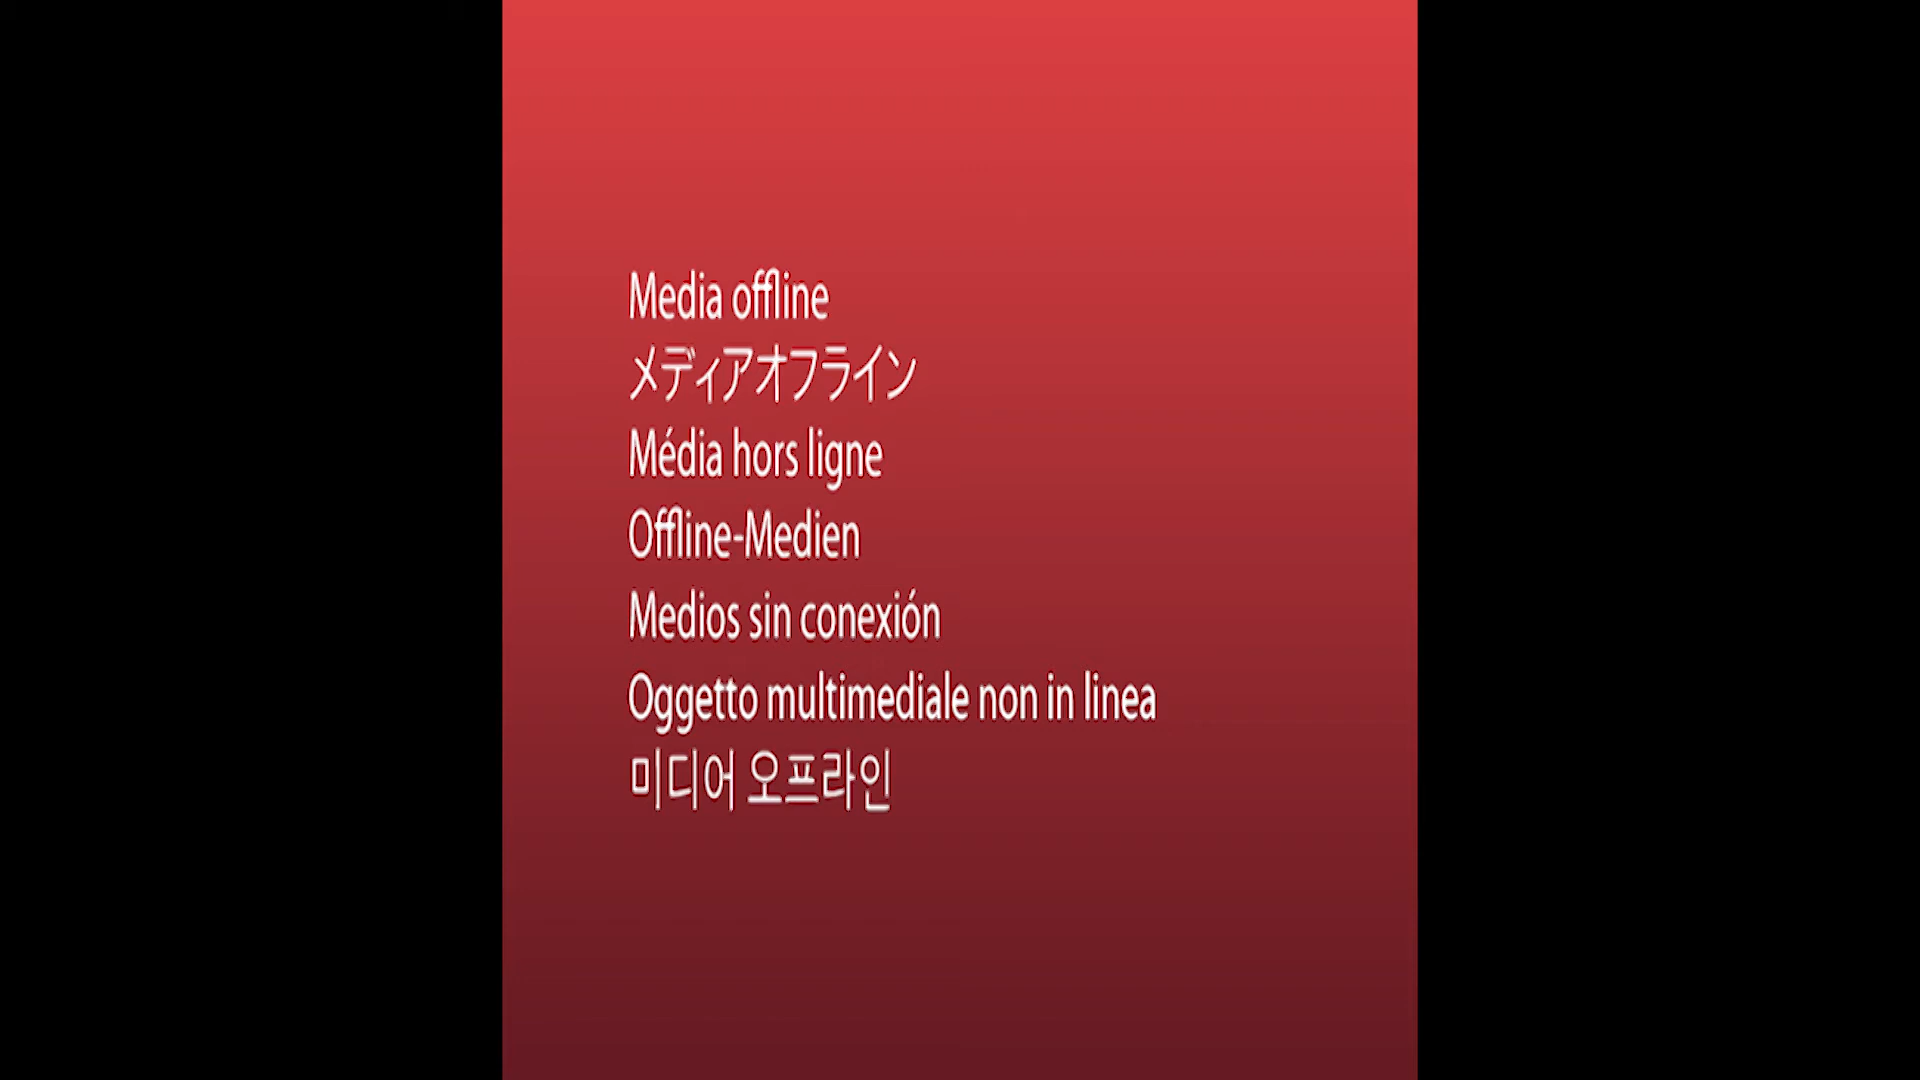 Media offline
メディアオフライン
Média hors ligne
Offline-Medien
Medios sin conexión
Oggetto multimediale non in linea
미디어 오프라인